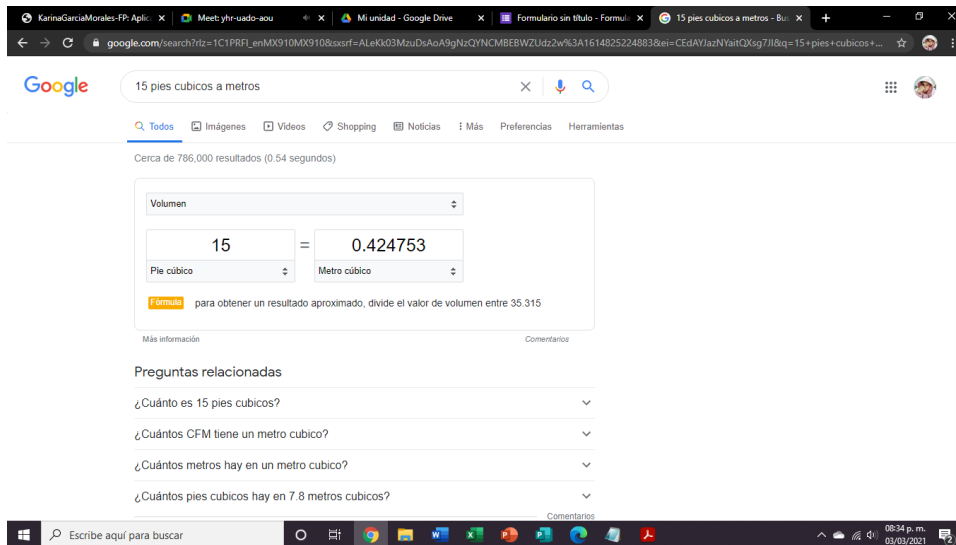 KarinaGarciaMorales-FP: Aplic
Meet: yhr-uado-aou
Mi unidad - Google Drive
Formulario sin título - Formula
15 pies cubicos a metros - Bus
google.com/search?rlz=1C1PRFI_enMX910MX910&sxsrf=ALeKk03MzuDsAoA9gNzQYNCMBEBWZUdz2w%3A1614825224883&ei=CEdAYJazNYaitQXsg7JI&q=15+pies+cubicos+...
Google
15 pies cubicos a metros
Todos Imágenes Videos Shopping Noticias Más Preferencias Herramientas
Cerca de 786,000 resultados (0.54 segundos)
Volumen
15 = 0.424753
Pie cúbico Metro cúbico
Fórmula para obtener un resultado aproximado, divide el valor de volumen entre 35.315
Más información Comentarios
Preguntas relacionadas
¿Cuánto es 15 pies cubicos?
¿Cuántos CFM tiene un metro cubico?
¿Cuántos metros hay en un metro cubico?
¿Cuántos pies cubicos hay en 7.8 metros cubicos?
Comentarios
Escribe aquí para buscar
08:34 p. m.
03/03/2021
2